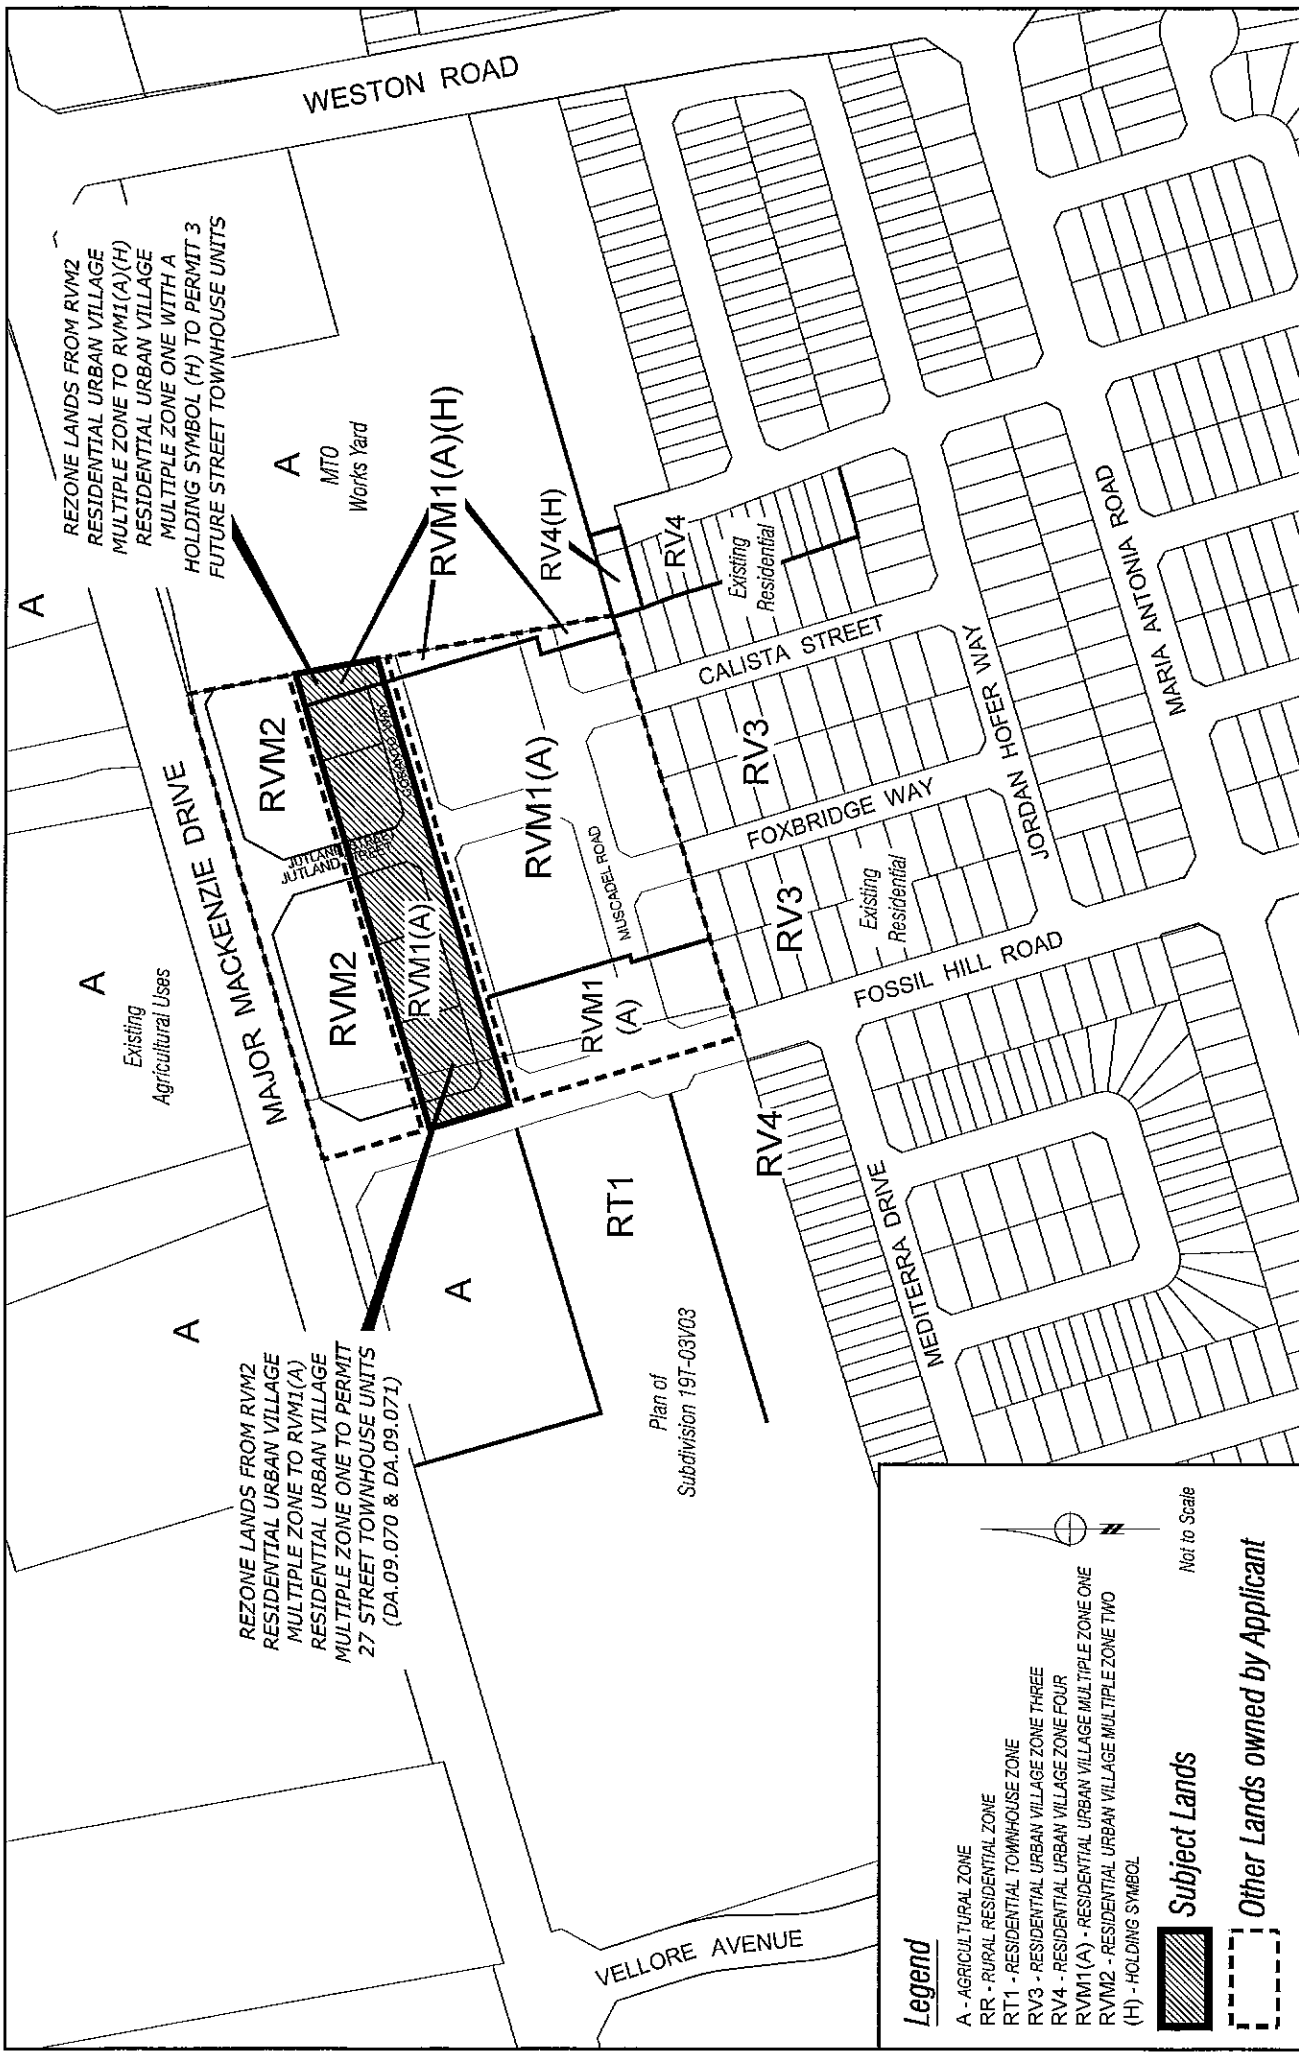 WESTON ROAD
REZONE LANDS FROM RVM2
RESIDENTIAL URBAN VILLAGE
MULTIPLE ZONE TO RVM1(A)(H)
RESIDENTIAL URBAN VILLAGE
MULTIPLE ZONE ONE WITH A
HOLDING SYMBOL (H) TO PERMIT 3
FUTURE STREET TOWNHOUSE UNITS
A
A
MTO
Works Yard
RVM1(A)(H)
RV4(H)
RV4
Existing
Residential
CALISTA STREET
MARIA ANTONIA ROAD
JORDAN HOFER WAY
MAJOR MACKENZIE DRIVE
RVM2
JUTLAND STREET
JUTLAND STREET
RVM1(A)
MUSCADEL ROAD
RV3
FOXBRIDGE WAY
A
Existing
Agricultural Uses
RVM2
RVM1(A)
RVM1
(A)
RV3
Existing
Residential
FOSSIL HILL ROAD
RV4
MEDITERRA DRIVE
RT1
A
A
REZONE LANDS FROM RVM2
RESIDENTIAL URBAN VILLAGE
MULTIPLE ZONE TO RVM1(A)
RESIDENTIAL URBAN VILLAGE
MULTIPLE ZONE ONE TO PERMIT
27 STREET TOWNHOUSE UNITS
(DA.09.070 & DA.09.071)
Plan of
Subdivision 19T-03V03
VELLORE AVENUE
Legend
A - AGRICULTURAL ZONE
RR - RURAL RESIDENTIAL ZONE
RT1 - RESIDENTIAL TOWNHOUSE ZONE
RV3 - RESIDENTIAL URBAN VILLAGE ZONE THREE
RV4 - RESIDENTIAL URBAN VILLAGE ZONE FOUR
RVM1(A) - RESIDENTIAL URBAN VILLAGE MULTIPLE ZONE ONE
RVM2 - RESIDENTIAL URBAN VILLAGE MULTIPLE ZONE TWO
(H) - HOLDING SYMBOL
N
Not to Scale
Subject Lands
Other Lands owned by Applicant